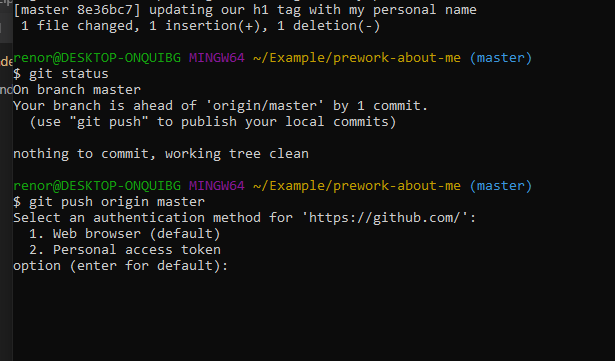 [master 8e36bc7] updating our h1 tag with my personal name
1 file changed, 1 insertion(+), 1 deletion(-)
renor@DESKTOP-ONQUIBG MINGW64 ~/Example/prework-about-me (master)
$ git status
On branch master
Your branch is ahead of 'origin/master' by 1 commit.
(use "git push" to publish your local commits)
nothing to commit, working tree clean
renor@DESKTOP-ONQUIBG MINGW64 ~/Example/prework-about-me (master)
$ git push origin master
Select an authentication method for 'https://github.com/':
1. Web browser (default)
2. Personal access token
option (enter for default):